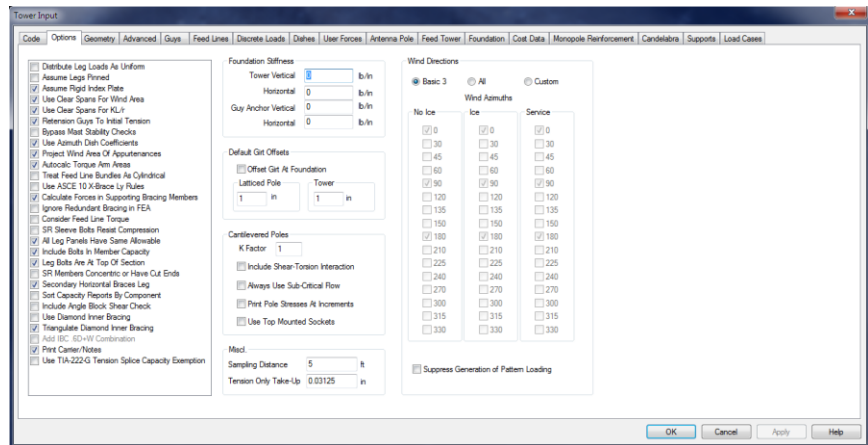 Tower Input
Code Options Geometry Advanced Guys Feed Lines Discrete Loads Dishes User Forces Antenna Pole Feed Tower Foundation Cost Data Monopole Reinforcement Candelabra Supports Load Cases
Distribute Leg Loads As Uniform
Assume Legs Pinned
Assume Rigid Index Plate
Use Clear Spans For Wind Area
Use Clear Spans For KL/r
Retension Guys To Initial Tension
Bypass Mast Stability Checks
Use Azimuth Dish Coefficients
Project Wind Area Of Appurtenances
Autocalc Torque Arm Areas
Treat Feed Line Bundles As Cylindrical
Use ASCE 10 X-Brace Ly Rules
Calculate Forces in Supporting Bracing Members
Ignore Redundant Bracing in FEA
Consider Feed Line Torque
SR Sleeve Bolts Resist Compression
All Leg Panels Have Same Allowable
Include Bolts In Member Capacity
Leg Bolts Are At Top Of Section
SR Members Concentric or Have Cut Ends
Secondary Horizontal Braces Leg
Sort Capacity Reports By Component
Include Angle Block Shear Check
Use Diamond Inner Bracing
Triangulate Diamond Inner Bracing
Add IBC .6D+W Combination
Print Carrier/Notes
Use TIA-222-G Tension Splice Capacity Exemption
Foundation Stiffness
Tower Vertical 0 lb/in
Horizontal 0 lb/in
Guy Anchor Vertical 0 lb/in
Horizontal 0 lb/in
Default Girt Offsets
Offset Girt At Foundation
Latticed Pole Tower
1 in 1 in
Cantilevered Poles
K Factor 1
Include Shear-Torsion Interaction
Always Use Sub-Critical Flow
Print Pole Stresses At Increments
Use Top Mounted Sockets
Miscl.
Sampling Distance 5 ft
Tension Only Take-Up 0.03125 in
Wind Directions
Basic 3 All Custom
Wind Azimuths
No Ice Ice Service
0 0 0
30 30 30
45 45 45
60 60 60
90 90 90
120 120 120
135 135 135
150 150 150
180 180 180
210 210 210
225 225 225
240 240 240
270 270 270
300 300 300
315 315 315
330 330 330
Suppress Generation of Pattern Loading
OK Cancel Apply Help